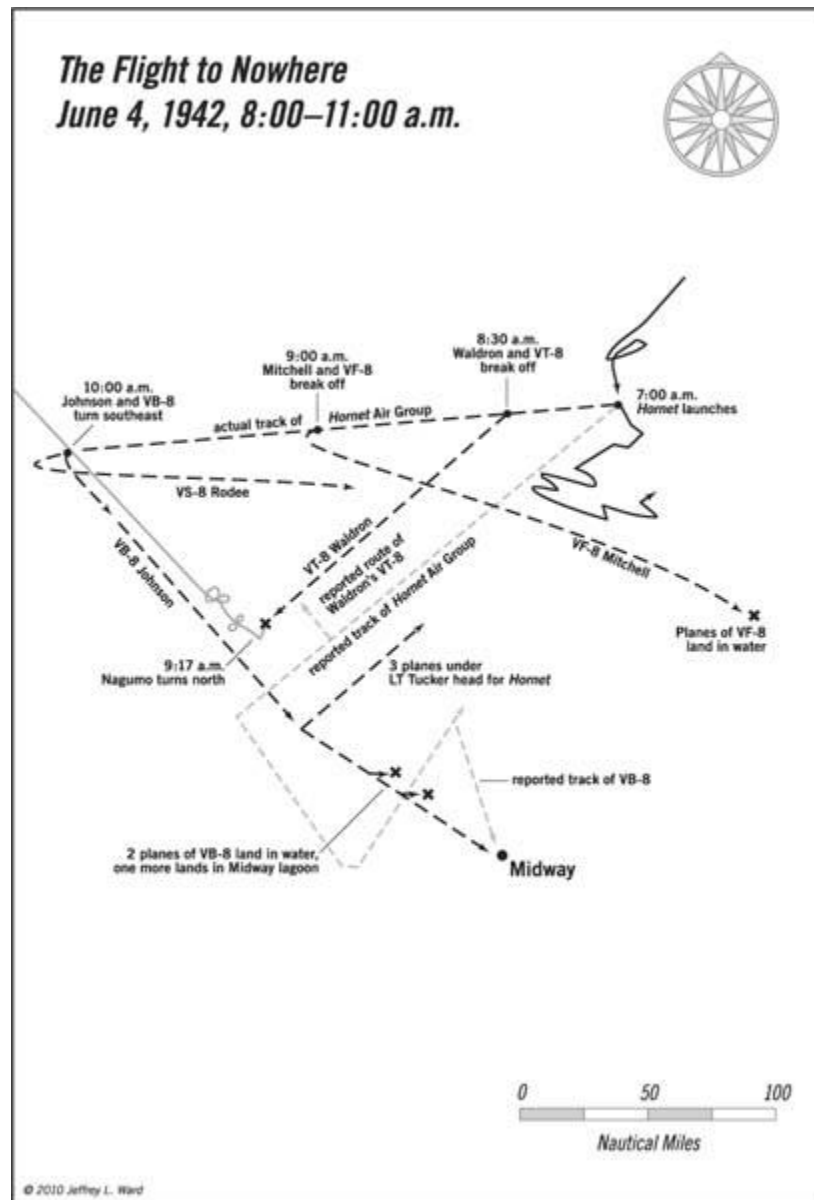 The Flight to Nowhere
June 4, 1942, 8:00–11:00 a.m.
8:30 a.m.
Waldron and VT-8
break off
9:00 a.m.
Mitchell and VF-8
break off
10:00 a.m.
Johnson and VB-8
turn southeast
7:00 a.m.
Hornet launches
actual track of Hornet Air Group
VS-8 Rodee
VT-8 Waldron
reported route of
Waldron's VT-8
reported track of Hornet Air Group
VF-8 Mitchell
VB-8 Johnson
Planes of VF-8
land in water
9:17 a.m.
Nagumo turns north
3 planes under
LT Tucker head for Hornet
reported track of VB-8
2 planes of VB-8 land in water,
one more lands in Midway lagoon
Midway
0 50 100
Nautical Miles
© 2010 Jeffrey L. Ward